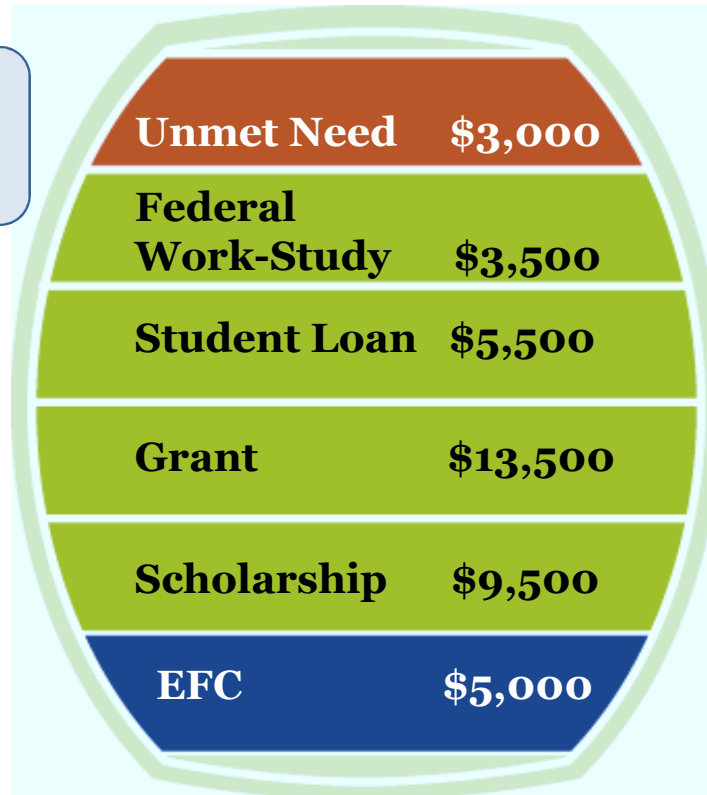 Unmet Need $3,000
Federal
Work-Study $3,500
Student Loan $5,500
Grant $13,500
Scholarship $9,500
EFC $5,000